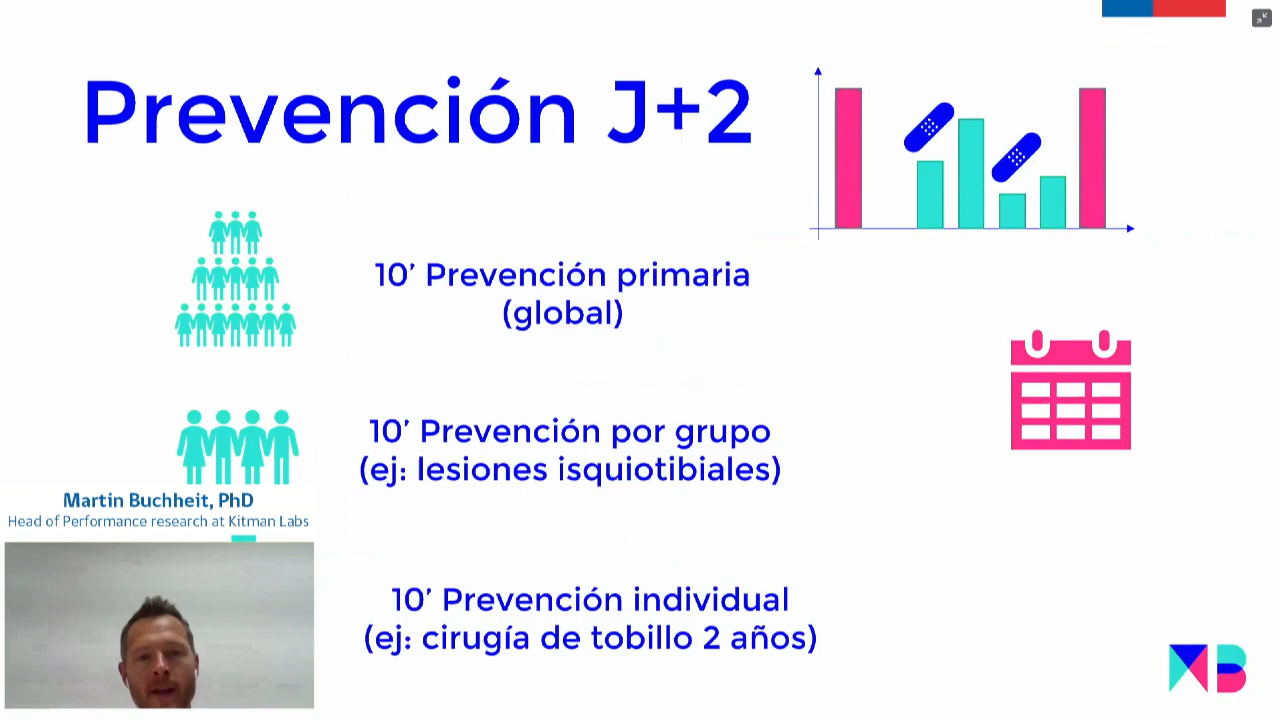 Prevención J+2
10’ Prevención primaria
(global)
10’ Prevención por grupo
(ej: lesiones isquiotibiales)
Martin Buchheit, PhD
Head of Performance research at Kitman Labs
10’ Prevención individual
(ej: cirugía de tobillo 2 años)
MB